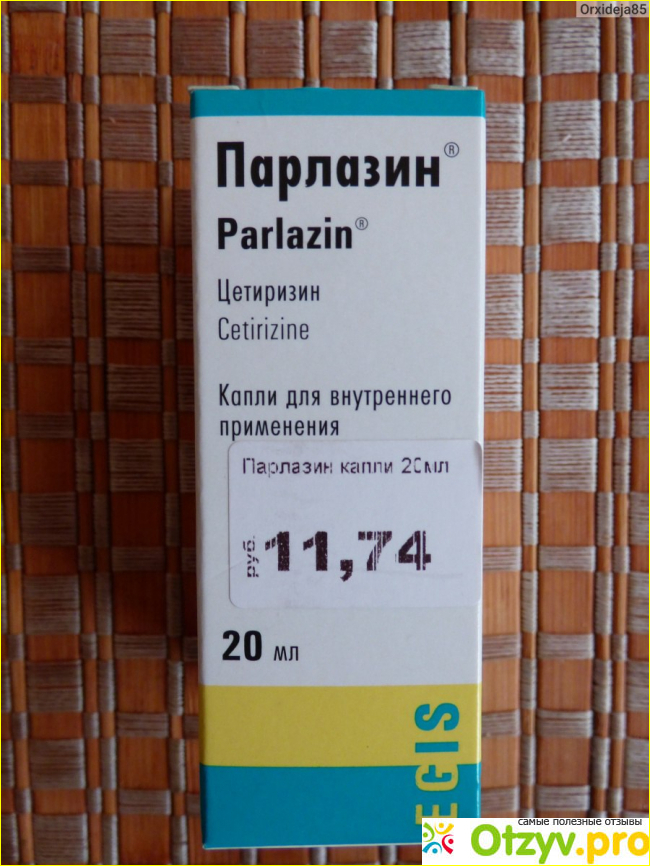 Orxideja85
Парлазин®
Parlazin®
Цетиризин
Cetirizine
Капли для внутреннего
применения
Парлазин капли 20мл
руб. 11,74
20 мл
EGIS
самые полезные отзывы
Otzyv.pro